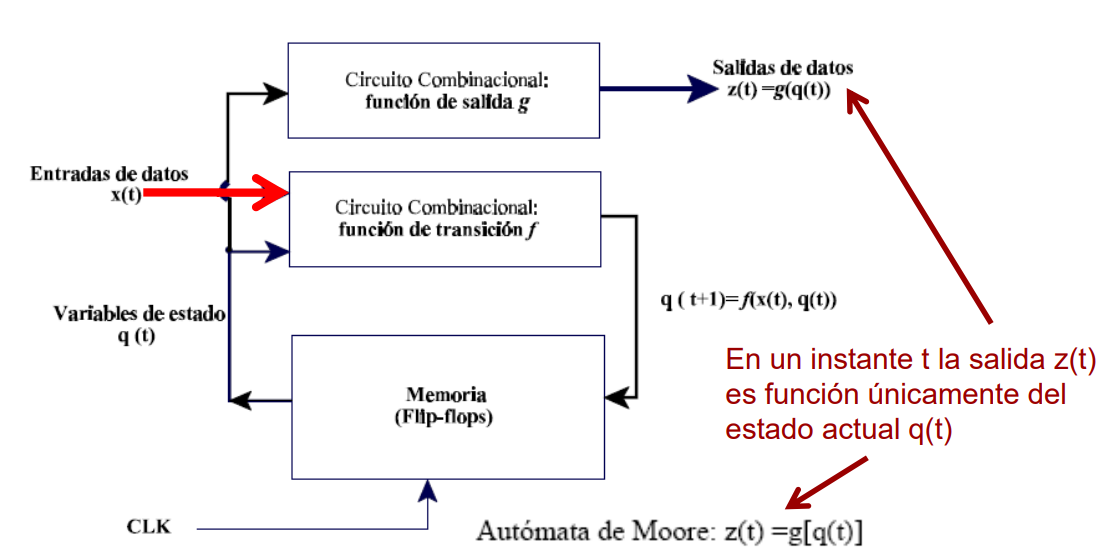 Circuito Combinacional:
función de salida g
Salidas de datos
z(t) =g(q(t))
Entradas de datos
x(t)
Circuito Combinacional:
función de transición f
Variables de estado
q (t)
q ( t+1)=f(x(t), q(t))
Memoria
(Flip-flops)
En un instante t la salida z(t)
es función únicamente del
estado actual q(t)
CLK
Autómata de Moore: z(t) =g[q(t)]